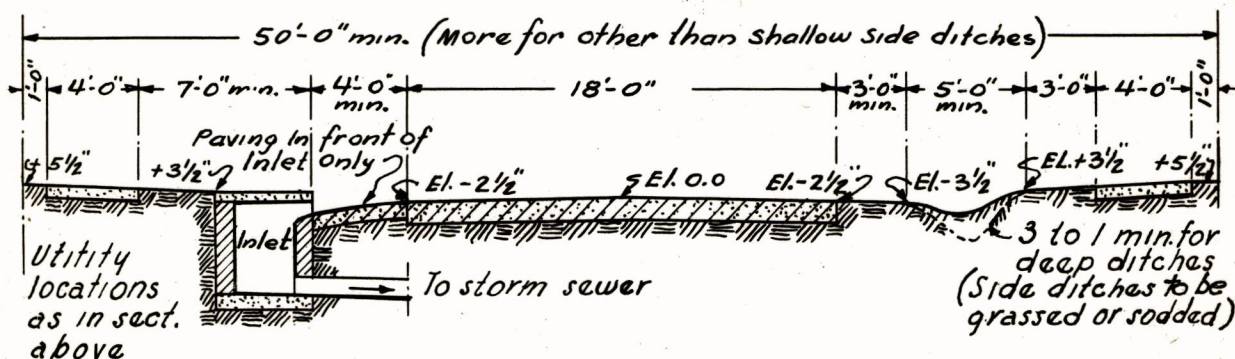 50'-0" min. (More for other than shallow side ditches)
1'-0" 4'-0" 7'-0" min. 4'-0" min. 18'-0" 3'-0" min. 5'-0" min. 3'-0" 4'-0" 1'-0"
Paving in front of
Inlet only
+5½" +3½" El.-2½" El. 0.0 El.-2½" El.-3½" El.+3½" +5½"
Inlet
Utitity
locations
as in sect.
above
To storm sewer
3 to 1 min. for
deep ditches
(Side ditches to be
grassed or sodded)